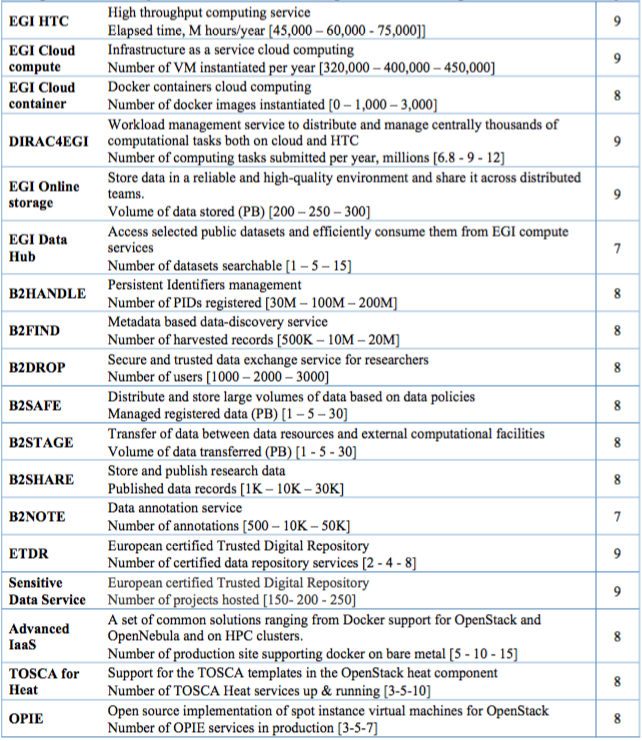 EGI HTC
High throughput computing service
Elapsed time, M hours/year [45,000 – 60,000 - 75,000]]
9
EGI Cloud
compute
Infrastructure as a service cloud computing
Number of VM instantiated per year [320,000 – 400,000 – 450,000]
9
EGI Cloud
container
Docker containers cloud computing
Number of docker images instantiated [0 – 1,000 – 3,000]
8
DIRAC4EGI
Workload management service to distribute and manage centrally thousands of
computational tasks both on cloud and HTC
Number of computing tasks submitted per year, millions [6.8 - 9 - 12]
9
EGI Online
storage
Store data in a reliable and high-quality environment and share it across distributed
teams.
Volume of data stored (PB) [200 – 250 – 300]
9
EGI Data
Hub
Access selected public datasets and efficiently consume them from EGI compute
services
Number of datasets searchable [1 – 5 – 15]
7
B2HANDLE
Persistent Identifiers management
Number of PIDs registered [30M – 100M – 200M]
8
B2FIND
Metadata based data-discovery service
Number of harvested records [500K – 10M – 20M]
8
B2DROP
Secure and trusted data exchange service for researchers
Number of users [1000 – 2000 – 3000]
8
B2SAFE
Distribute and store large volumes of data based on data policies
Managed registered data (PB) [1 – 5 – 30]
8
B2STAGE
Transfer of data between data resources and external computational facilities
Volume of data transferred (PB) [1 - 5 - 30]
8
B2SHARE
Store and publish research data
Published data records [1K – 10K – 30K]
8
B2NOTE
Data annotation service
Number of annotations [500 – 10K – 50K]
7
ETDR
European certified Trusted Digital Repository
Number of certified data repository services [2 - 4 - 8]
9
Sensitive
Data Service
European certified Trusted Digital Repository
Number of projects hosted [150- 200 - 250]
9
Advanced
IaaS
A set of common solutions ranging from Docker support for OpenStack and
OpenNebula and on HPC clusters.
Number of production site supporting docker on bare metal [5 - 10 - 15]
8
TOSCA for
Heat
Support for the TOSCA templates in the OpenStack heat component
Number of TOSCA Heat services up & running [3-5-10]
8
OPIE
Open source implementation of spot instance virtual machines for OpenStack
Number of OPIE services in production [3-5-7]
8